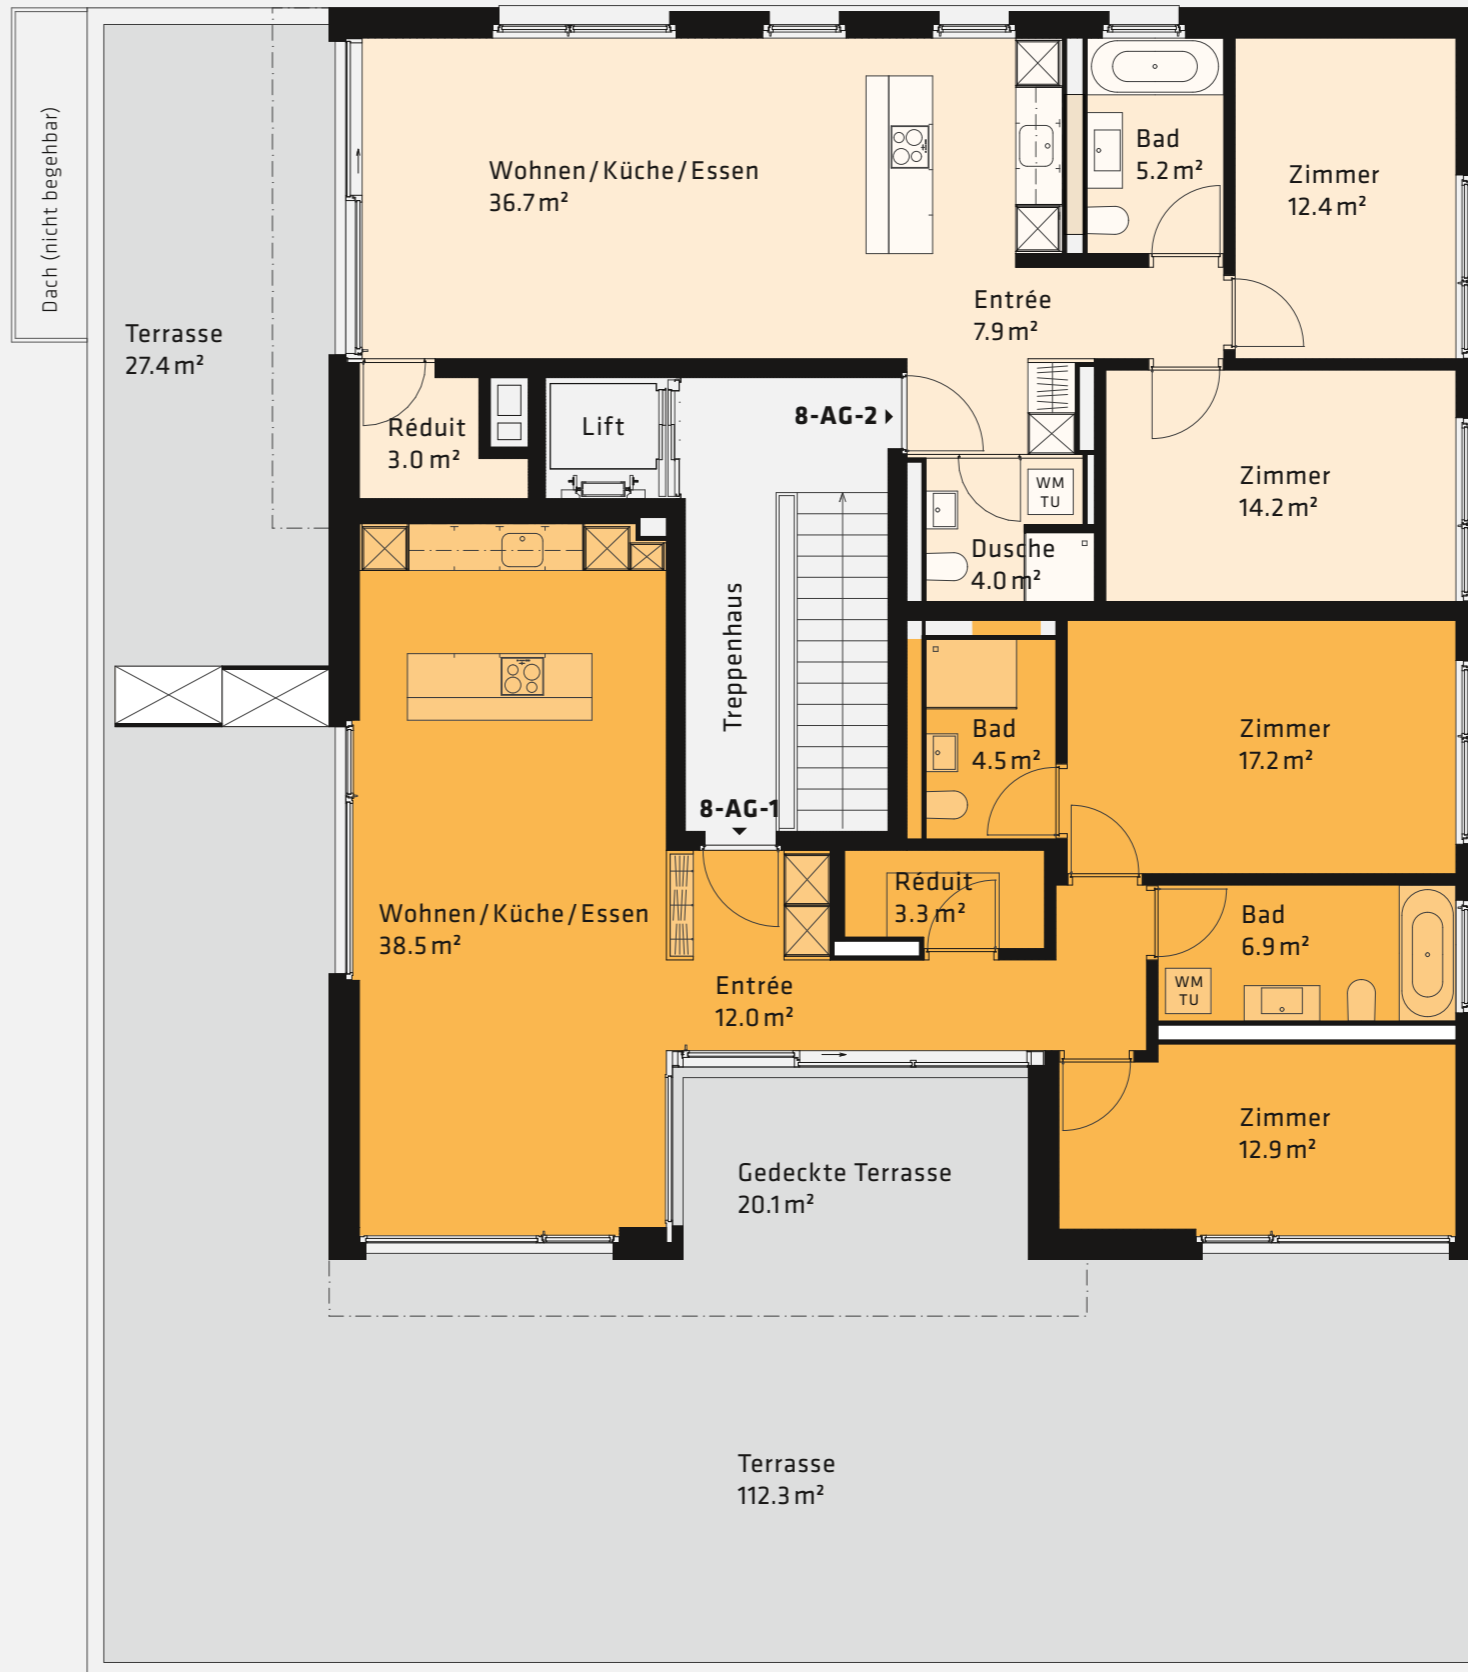 Dach (nicht begehbar)
Terrasse
27.4 m²
Wohnen/Küche/Essen
36.7 m²
Bad
5.2 m²
Zimmer
12.4 m²
Entrée
7.9 m²
Réduit
3.0 m²
Lift
8-AG-2
WM
TU
Zimmer
14.2 m²
Dusche
4.0 m²
Treppenhaus
Bad
4.5 m²
Zimmer
17.2 m²
8-AG-1
Réduit
3.3 m²
Wohnen/Küche/Essen
38.5 m²
Bad
6.9 m²
WM
TU
Entrée
12.0 m²
Zimmer
12.9 m²
Gedeckte Terrasse
20.1 m²
Terrasse
112.3 m²